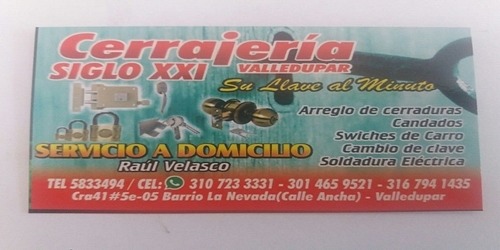 Cerrajería
SIGLO XXI VALLEDUPAR
Su Llave al Minuto
Arreglo de cerraduras
Candados
Swiches de Carro
Cambio de clave
Soldadura Eléctrica
SERVICIO A DOMICILIO
Raúl Velasco
TEL 5833494 / CEL: 310 723 3331 - 301 465 9521 - 316 794 1435
Cra41#5e-05 Barrio La Nevada(Calle Ancha) - Valledupar